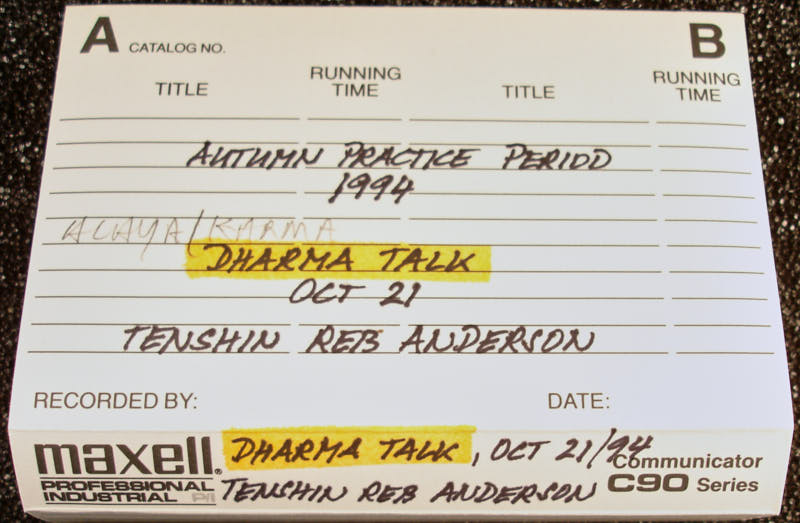 A CATALOG NO. B
TITLE RUNNING TIME TITLE RUNNING TIME
AUTUMN PRACTICE PERIOD
1994
ALAYA/KARMA
DHARMA TALK
OCT 21
TENSHIN REB ANDERSON
RECORDED BY: DATE:
maxell. DHARMA TALK, OCT 21/94 Communicator
PROFESSIONAL INDUSTRIAL P/I TENSHIN REB ANDERSON C90 Series